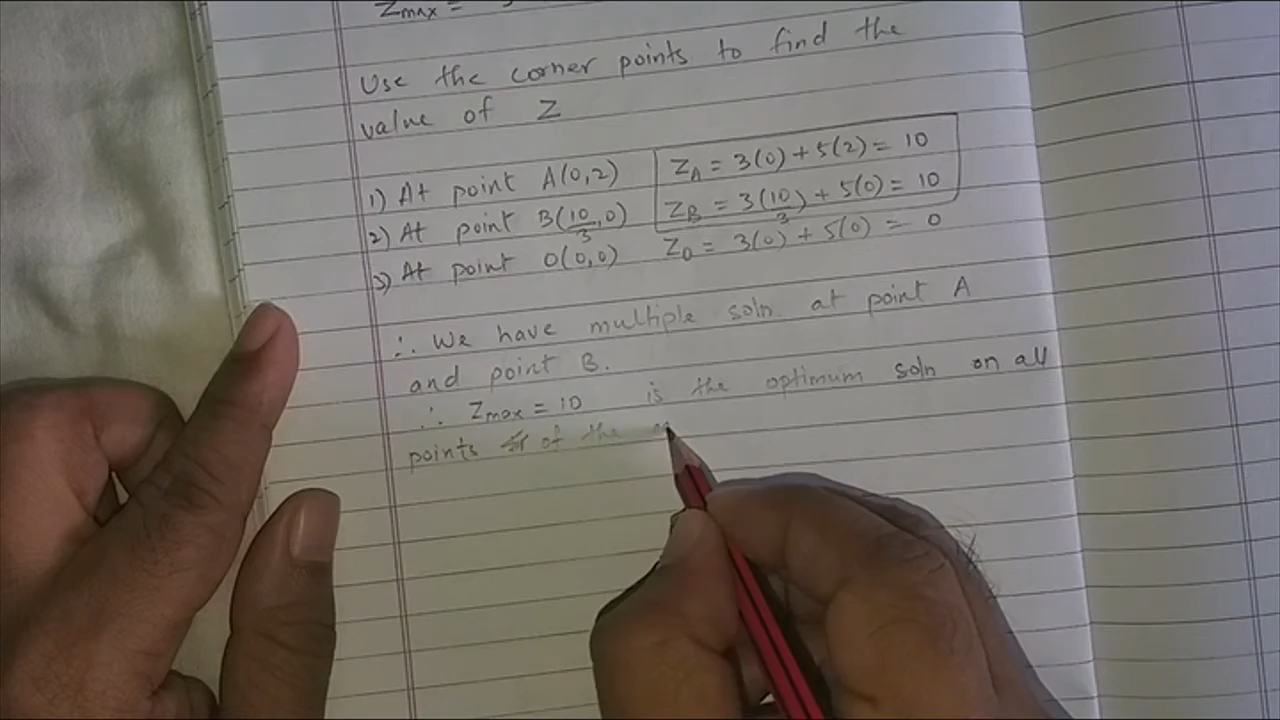 Zmax =
Use the corner points to find the
value of Z
1) At point A(0,2) ZA = 3(0) + 5(2) = 10
2) At point B(10/3,0) ZB = 3(10/3) + 5(0) = 10
3) At point O(0,0) ZO = 3(0) + 5(0) = 0
∴ We have multiple soln. at point A
and point B.
∴ Zmax = 10 is the optimum soln on all
points of the